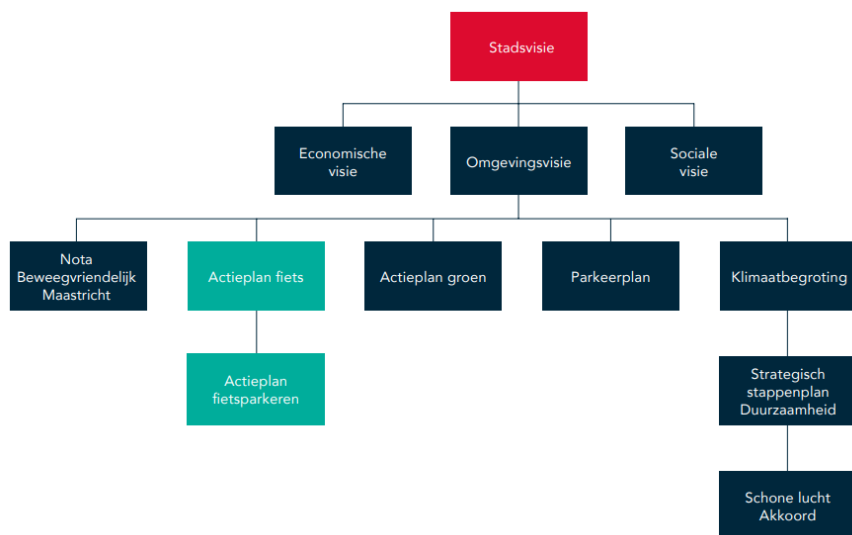 Stadsvisie
Economische
visie
Omgevingsvisie
Sociale
visie
Nota
Beweegvriendelijk
Maastricht
Actieplan fiets
Actieplan groen
Parkeerplan
Klimaatbegroting
Actieplan
fietsparkeren
Strategisch
stappenplan
Duurzaamheid
Schone lucht
Akkoord